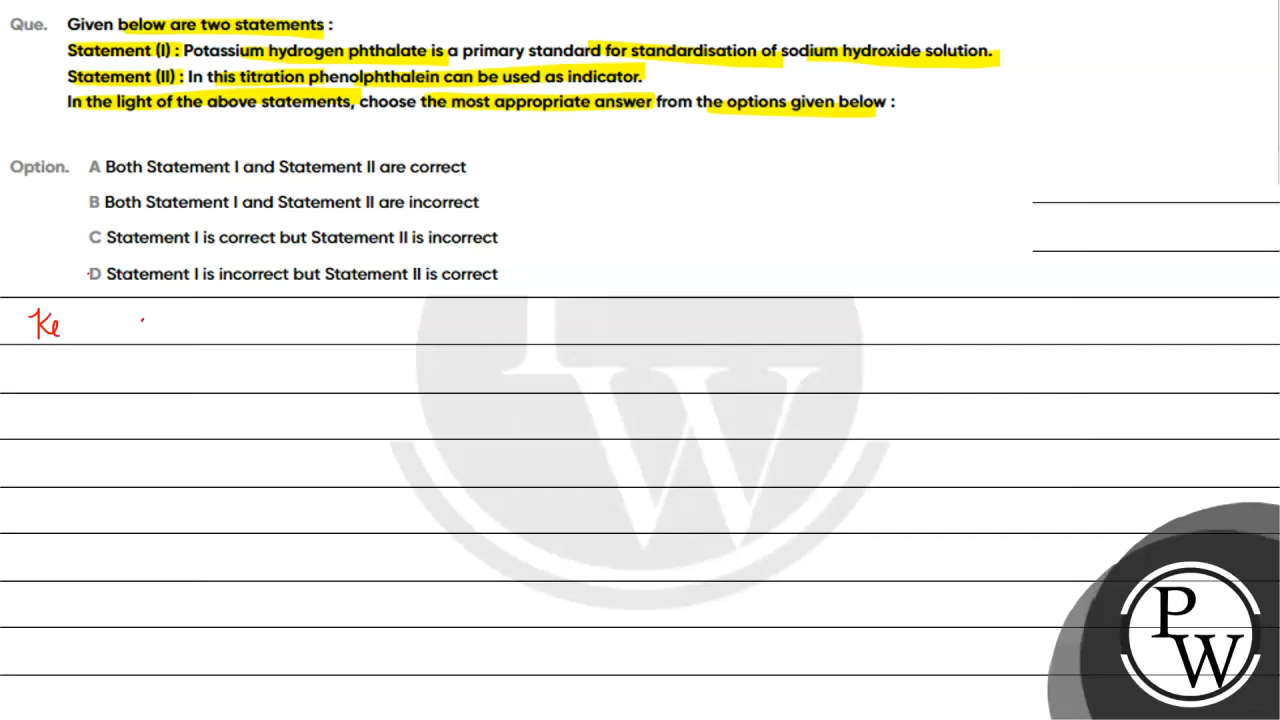 Que. Given below are two statements :
Statement (I) : Potassium hydrogen phthalate is a primary standard for standardisation of sodium hydroxide solution.
Statement (II) : In this titration phenolphthalein can be used as indicator.
In the light of the above statements, choose the most appropriate answer from the options given below :
Option. A Both Statement I and Statement II are correct
B Both Statement I and Statement II are incorrect
C Statement I is correct but Statement II is incorrect
D Statement I is incorrect but Statement II is correct
Ke
PW